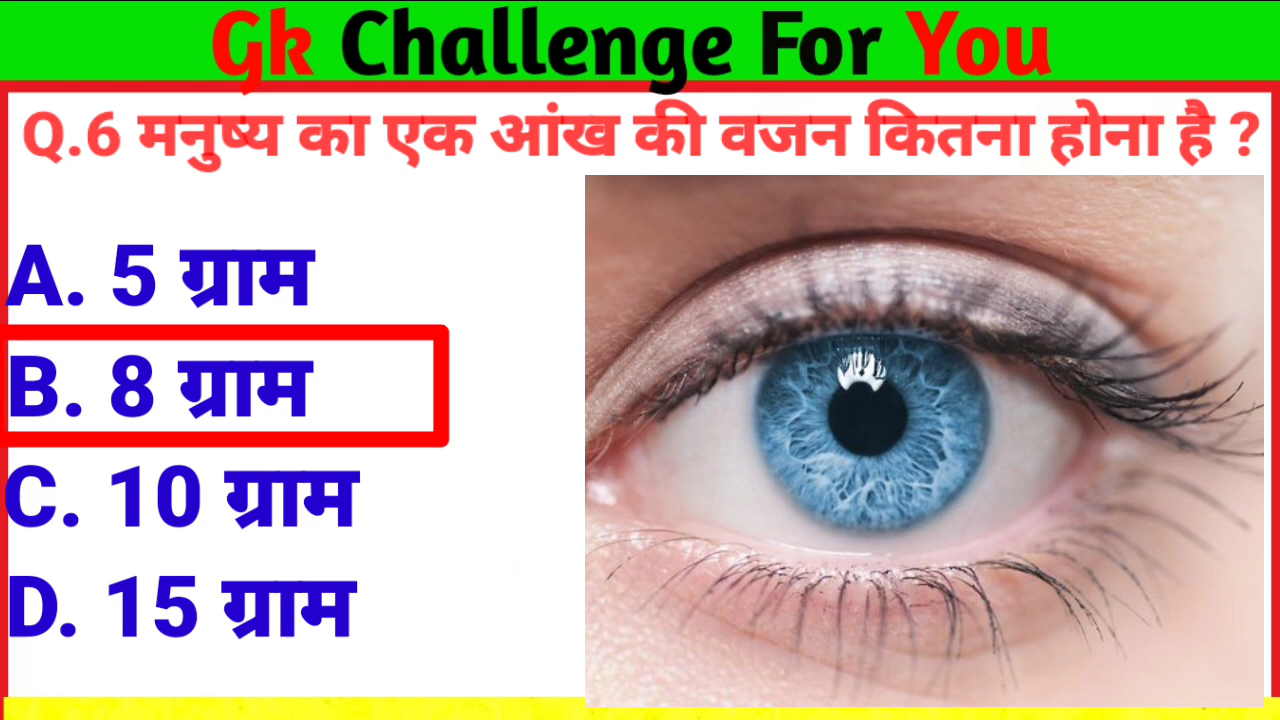 Gk Challenge For You
Q.6 मनुष्य का एक आंख की वजन कितना होना है ?
A. 5 ग्राम
B. 8 ग्राम
C. 10 ग्राम
D. 15 ग्राम